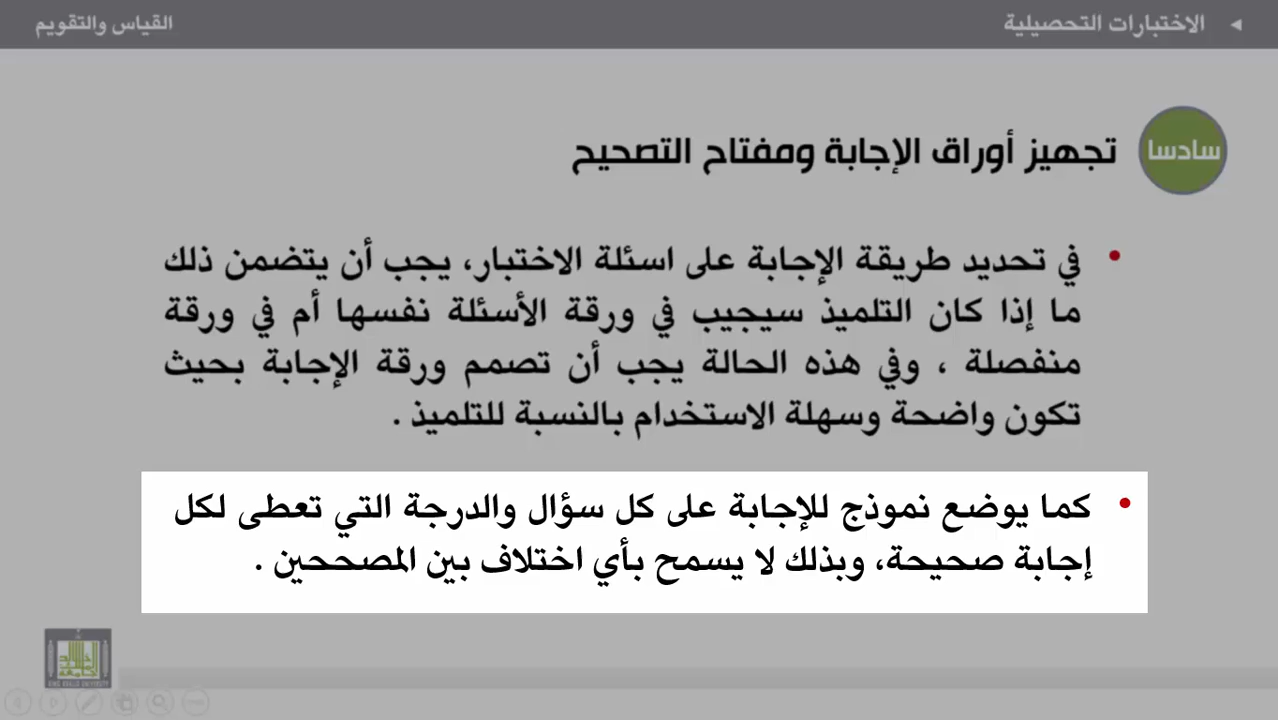 ◄ الاختبارات التحصيلية
القياس والتقويم
سادسا
تجهيز أوراق الإجابة ومفتاح التصحيح
• في تحديد طريقة الإجابة على اسئلة الاختبار، يجب أن يتضمن ذلك
ما إذا كان التلميذ سيجيب في ورقة الأسئلة نفسها أم في ورقة
منفصلة ، وفي هذه الحالة يجب أن تصمم ورقة الإجابة بحيث
تكون واضحة وسهلة الاستخدام بالنسبة للتلميذ .
• كما يوضع نموذج للإجابة على كل سؤال والدرجة التي تعطى لكل
إجابة صحيحة، وبذلك لا يسمح بأي اختلاف بين المصححين .
KING KHALID UNIVERSITY